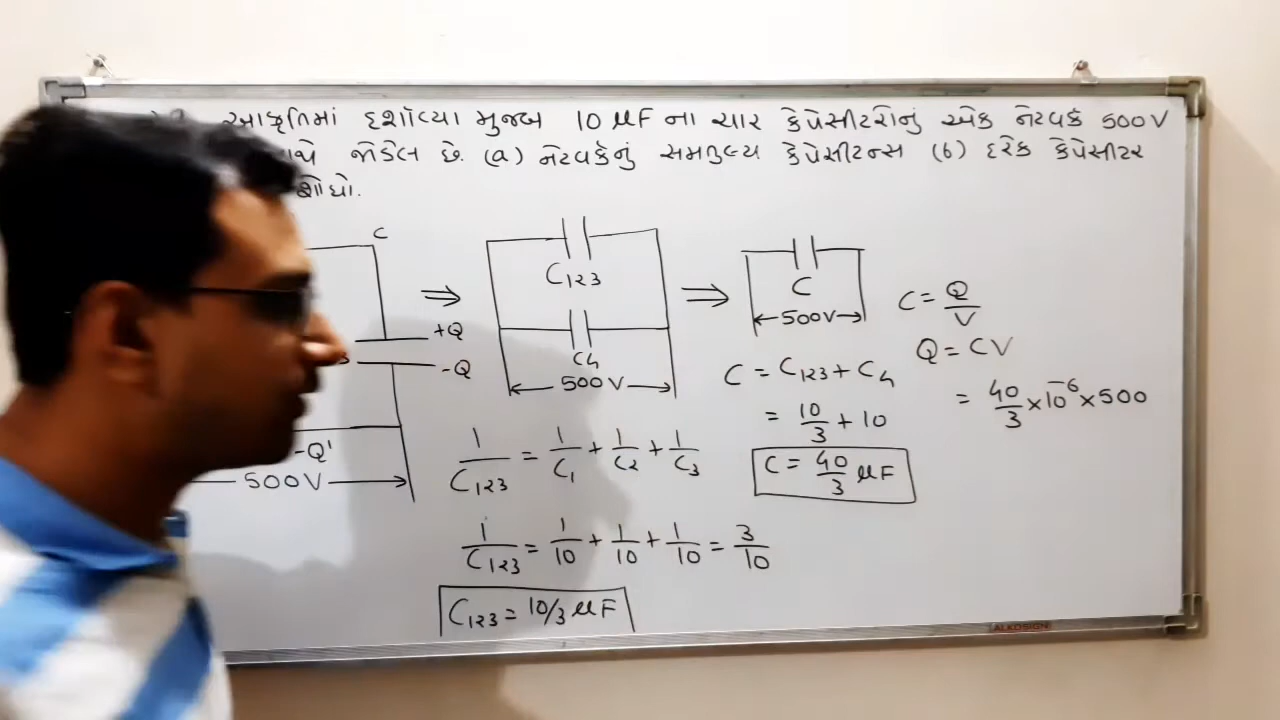 આકૃતિમાં દર્શાવ્યા મુજબ 10 μF ના ચાર કેપેસીટરોનું એક નેટવર્ક 500V
જોડેલ છે. (a) નેટવર્કનું સમતુલ્ય કેપેસીટન્સ (b) દરેક કેપેસીટર
શોધો.
C
+Q
-Q
-Q'
500V
⇒
C₁₂₃
C₄
500V
1/C₁₂₃ = 1/C₁ + 1/C₂ + 1/C₃
1/C₁₂₃ = 1/10 + 1/10 + 1/10 = 3/10
C₁₂₃ = 10/3 μF
⇒
C
500V
C = C₁₂₃ + C₄
= 10/3 + 10
C = 40/3 μF
C = Q/V
Q = CV
= 40/3 × 10⁻⁶ × 500
ALKOSIGN